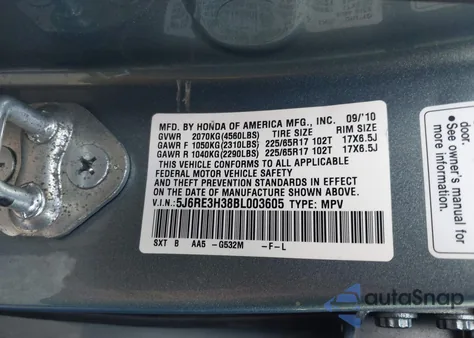 MFD. BY HONDA OF AMERICA MFG., INC. 09/'10
GVWR 2070KG(4560LBS) TIRE SIZE RIM SIZE
GAWR F 1050KG(2310LBS) 225/65R17 102T 17X6.5J
GAWR R 1040KG(2290LBS) 225/65R17 102T 17X6.5J
THIS VEHICLE CONFORMS TO ALL APPLICABLE
FEDERAL MOTOR VEHICLE SAFETY AND
THEFT PREVENTION STANDARDS IN EFFECT
ON THE DATE OF MANUFACTURE SHOWN ABOVE.
V.I.N.: 5J6RE3H38BL003605 TYPE: MPV
SXT B AA5 -G532M -F-L
door.
•See owner's
manual for
more
autoSnap